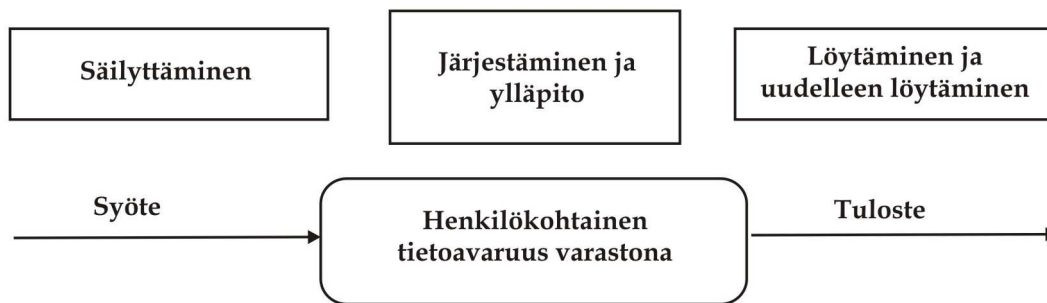 Säilyttäminen
Järjestäminen ja
ylläpito
Löytäminen ja
uudelleen löytäminen
Syöte
Henkilökohtainen
tietoavaruus varastona
Tuloste